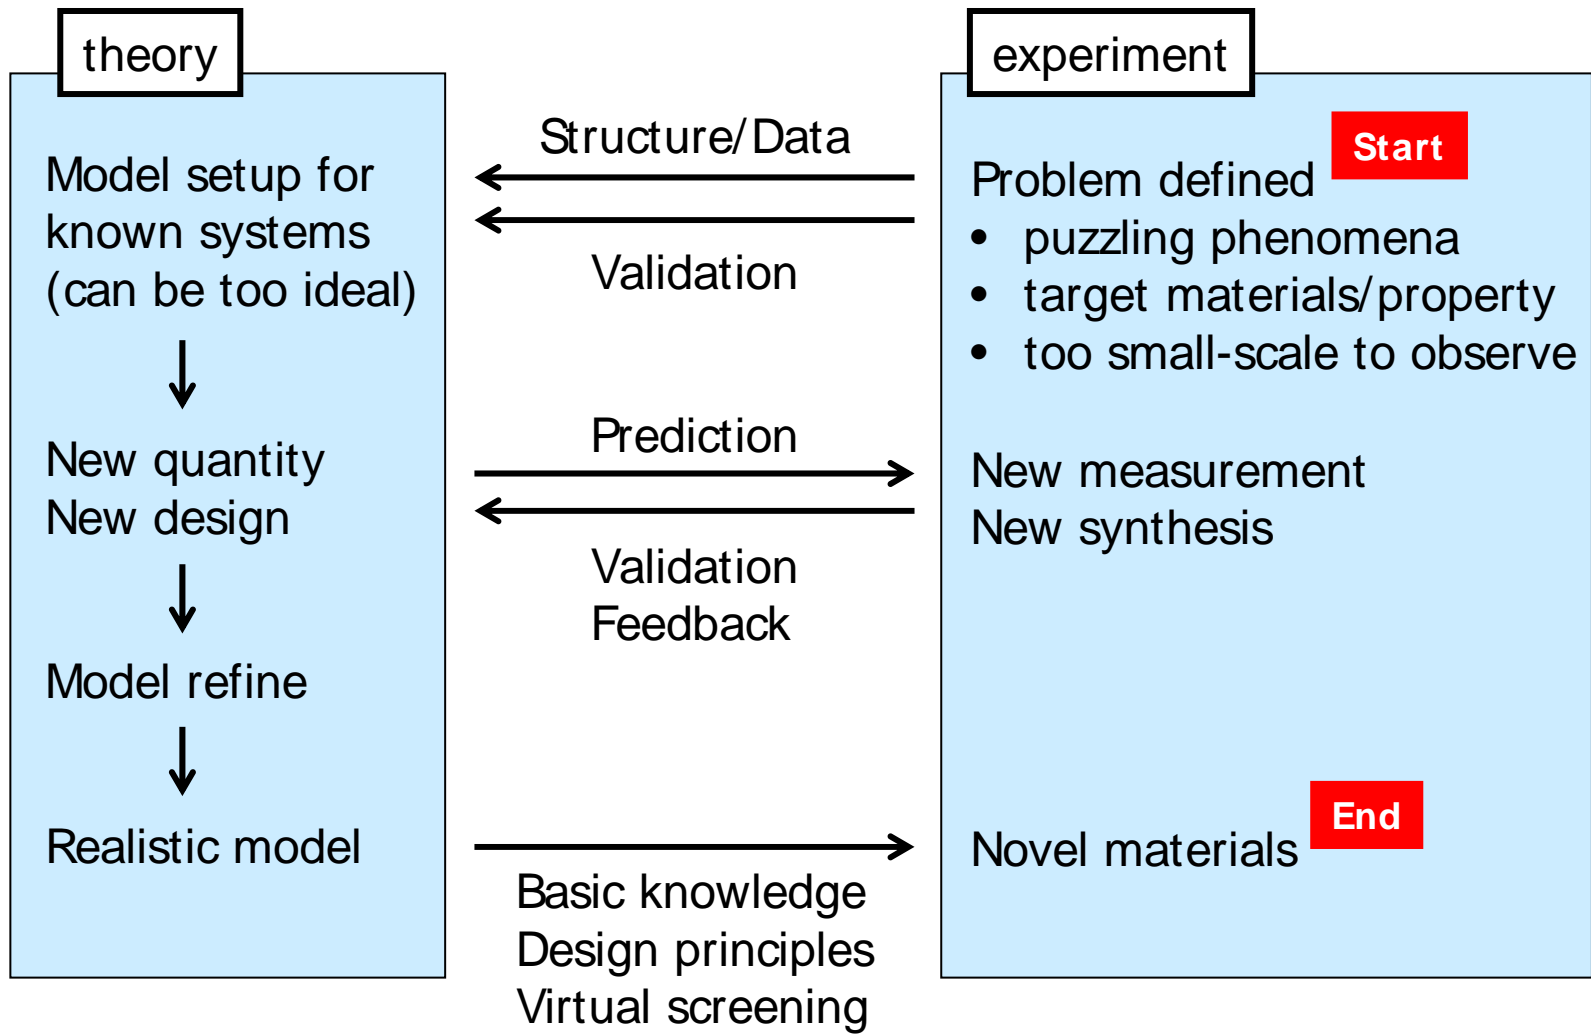 theory
Model setup for
known systems
(can be too ideal)
New quantity
New design
Model refine
Realistic model
Structure/Data
Validation
Prediction
Validation
Feedback
Basic knowledge
Design principles
Virtual screening
experiment
Start
Problem defined
• puzzling phenomena
• target materials/property
• too small-scale to observe
New measurement
New synthesis
End
Novel materials